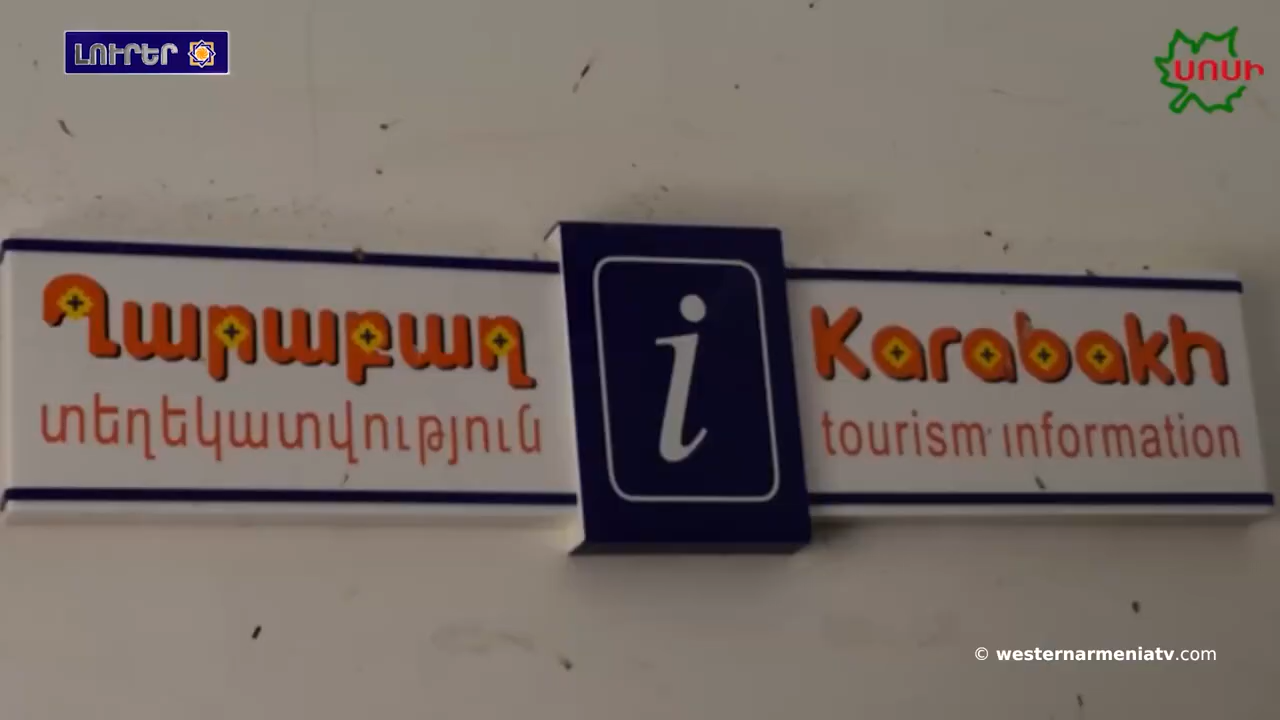 ԼՈՒՐԵՐ
ՍՈՍԻ
Ղարաբաղ
տեղեկատվություն
i
Karabakh
tourism information
© westernarmeniatv.com